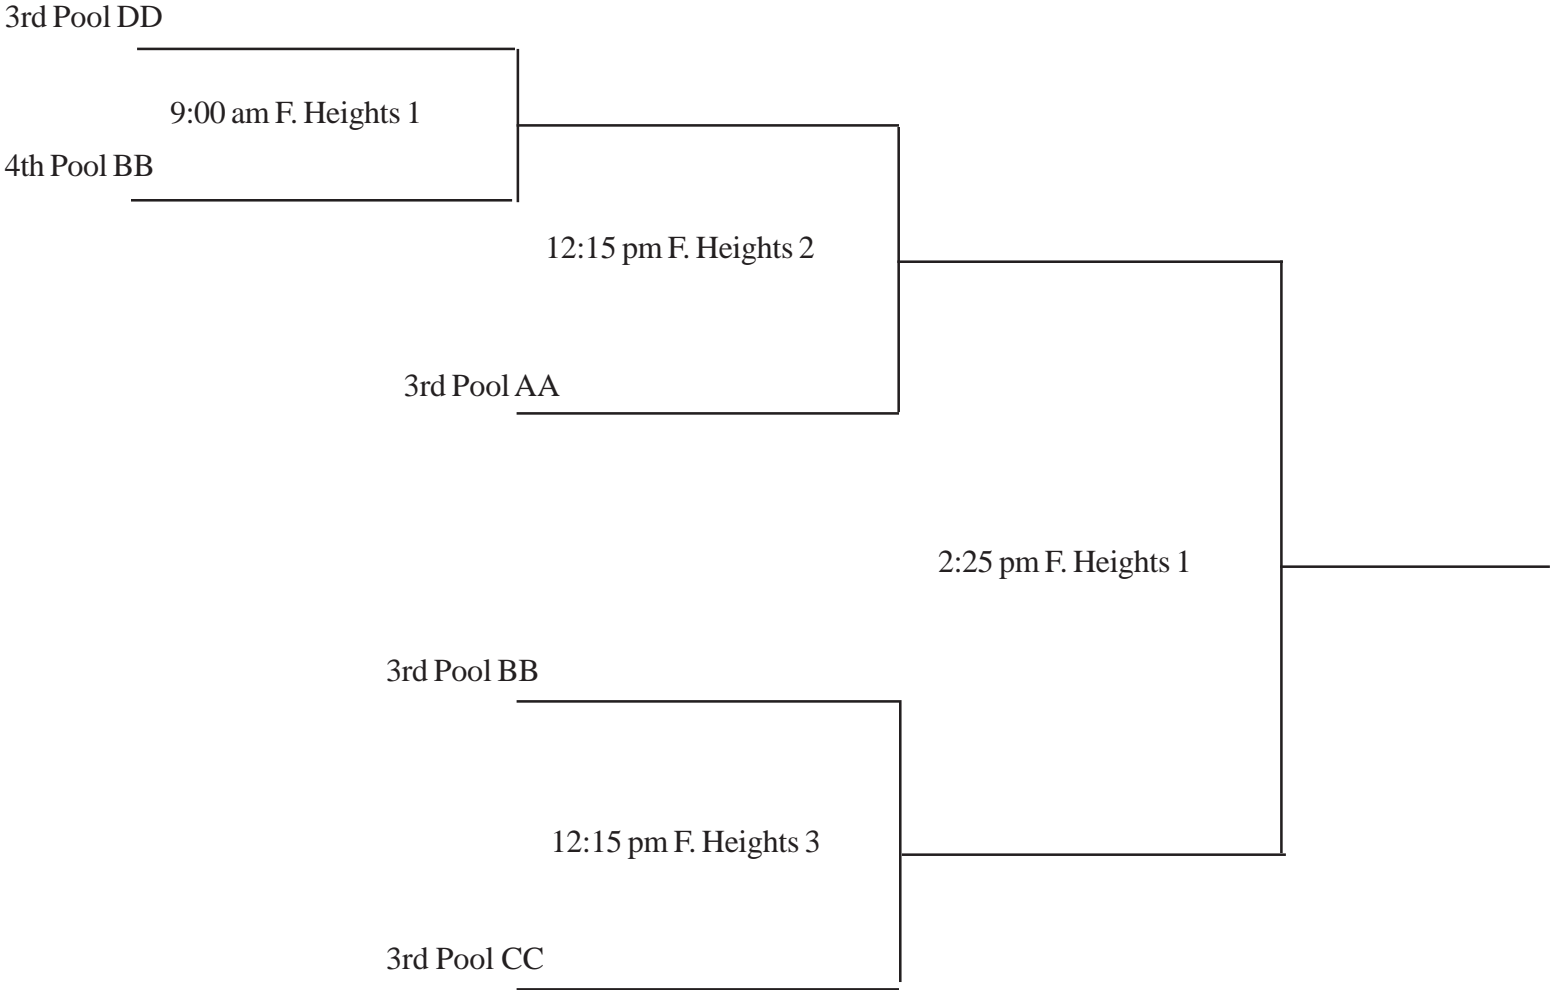 3rd Pool DD
9:00 am F. Heights 1
4th Pool BB
12:15 pm F. Heights 2
3rd Pool AA
2:25 pm F. Heights 1
3rd Pool BB
12:15 pm F. Heights 3
3rd Pool CC